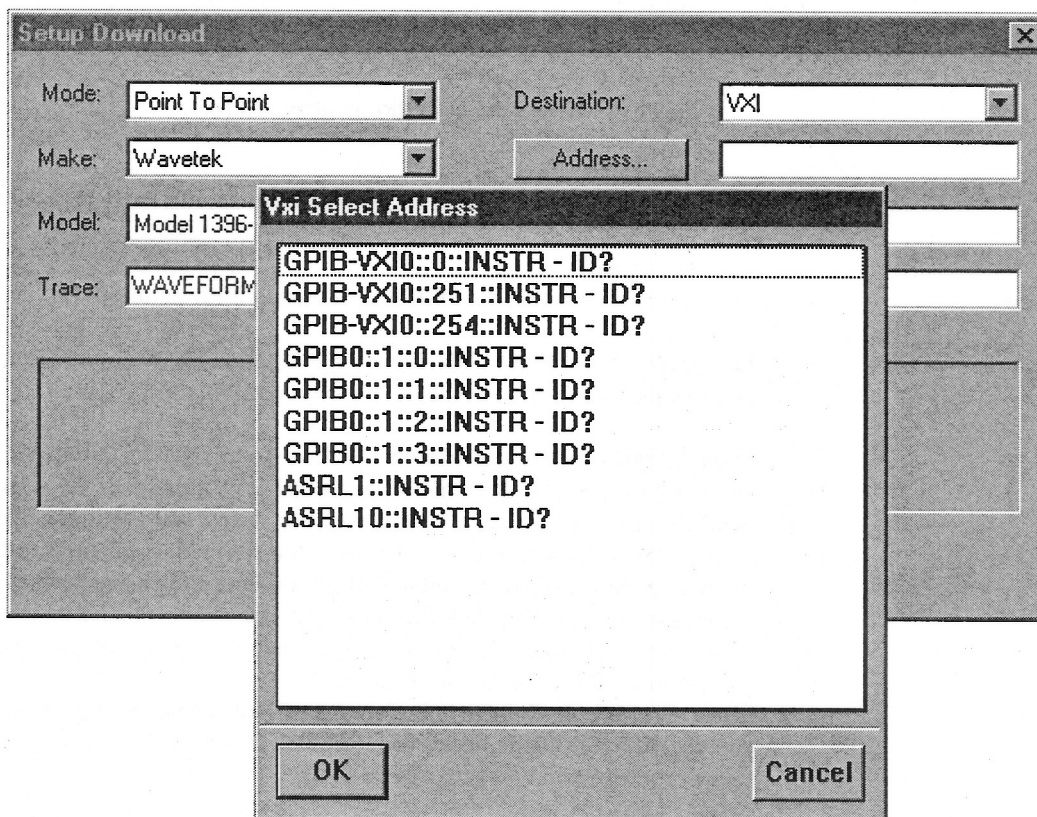 Setup Download
Mode: Point To Point Destination: VXI
Make: Wavetek Address...
Model: Model 1396-
Trace: WAVEFORM
Vxi Select Address
GPIB-VXI0::0::INSTR - ID?
GPIB-VXI0::251::INSTR - ID?
GPIB-VXI0::254::INSTR - ID?
GPIB0::1::0::INSTR - ID?
GPIB0::1::1::INSTR - ID?
GPIB0::1::2::INSTR - ID?
GPIB0::1::3::INSTR - ID?
ASRL1::INSTR - ID?
ASRL10::INSTR - ID?
OK Cancel